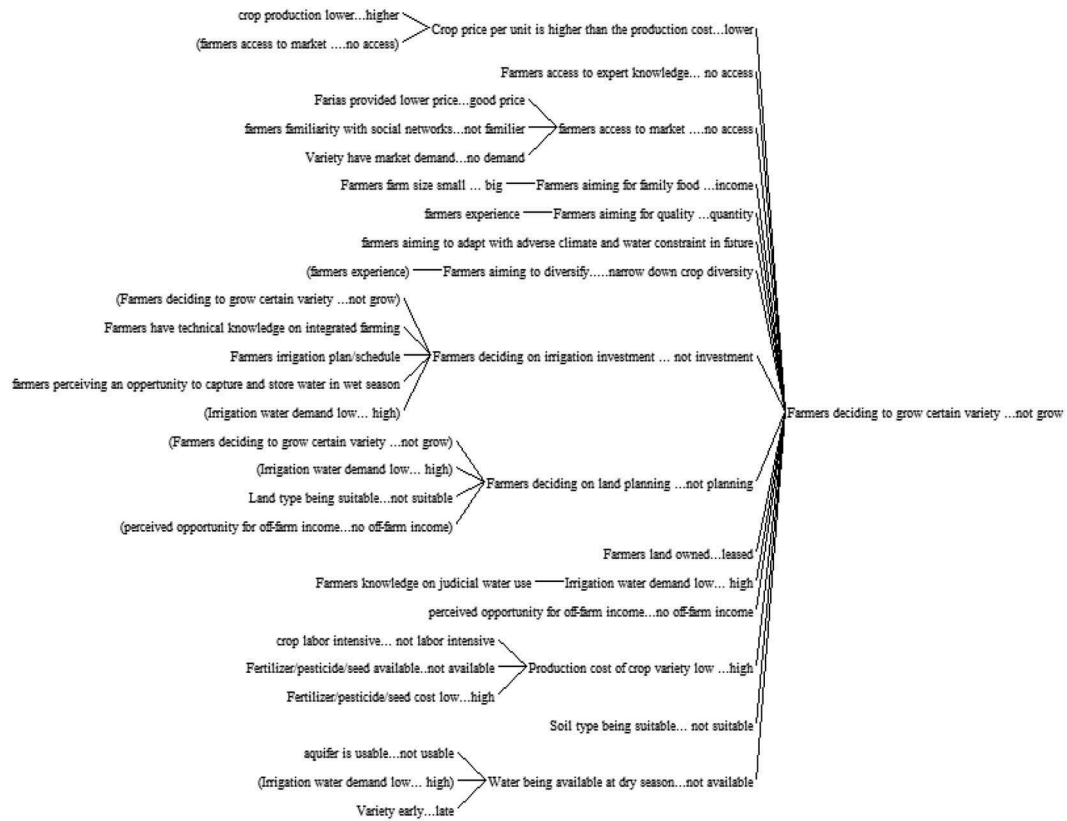 crop production lower...higher
(farmers access to market ....no access)
Crop price per unit is higher than the production cost...lower
Farmers access to expert knowledge... no access
Farias provided lower price...good price
farmers familiarity with social networks...not familier
Variety have market demand...no demand
farmers access to market ....no access
Farmers farm size small ... big
Farmers aiming for family food ...income
farmers experience
Farmers aiming for quality ...quantity
farmers aiming to adapt with adverse climate and water constraint in future
(farmers experience)
Farmers aiming to diversify.....narrow down crop diversity
(Farmers deciding to grow certain variety ...not grow)
Farmers have technical knowledge on integrated farming
Farmers irrigation plan/schedule
farmers perceiving an oppertunity to capture and store water in wet season
(Irrigation water demand low... high)
Farmers deciding on irrigation investment ... not investment
(Farmers deciding to grow certain variety ...not grow)
(Irrigation water demand low... high)
Land type being suitable...not suitable
(perceived opportunity for off-farm income...no off-farm income)
Farmers deciding on land planning ...not planning
Farmers land owned...leased
Farmers knowledge on judicial water use
Irrigation water demand low... high
perceived opportunity for off-farm income...no off-farm income
crop labor intensive... not labor intensive
Fertilizer/pesticide/seed available..not available
Fertilizer/pesticide/seed cost low...high
Production cost of crop variety low ...high
Soil type being suitable... not suitable
aquifer is usable...not usable
(Irrigation water demand low... high)
Variety early...late
Water being available at dry season...not available
Farmers deciding to grow certain variety ...not grow